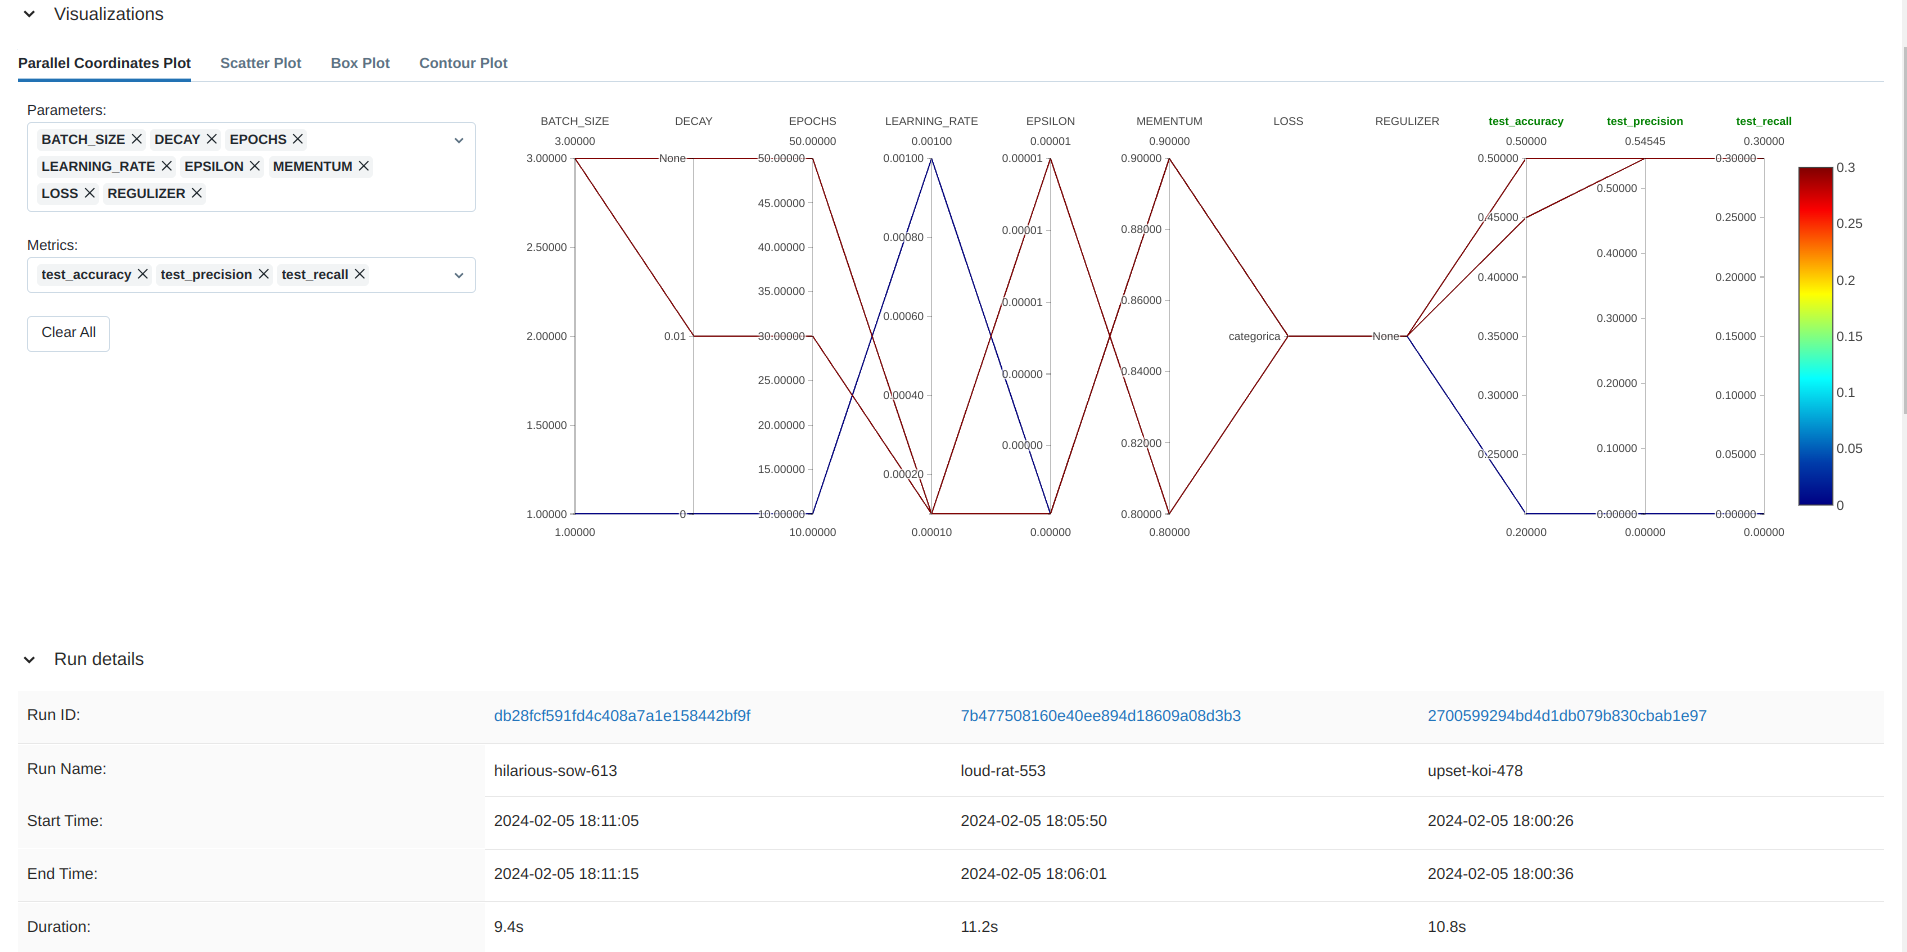 Visualizations
Parallel Coordinates Plot Scatter Plot Box Plot Contour Plot
Parameters:
BATCH_SIZE DECAY EPOCHS
LEARNING_RATE EPSILON MEMENTUM
LOSS REGULIZER
Metrics:
test_accuracy test_precision test_recall
Clear All
BATCH_SIZE DECAY EPOCHS LEARNING_RATE EPSILON MEMENTUM LOSS REGULIZER test_accuracy test_precision test_recall
3.00000 50.00000 0.00100 0.00001 0.90000 0.50000 0.54545 0.30000
3.00000 None 50.00000 0.00100 0.00001 0.90000 0.50000 0.30000
0.3
0.50000
45.00000 0.45000 0.25000
0.25
0.00001 0.88000
0.00080
2.50000 40.00000
0.40000
0.40000 0.20000
0.2
35.00000
0.00001 0.86000
0.00060 0.30000
2.00000 0.01 30.00000 categorica None 0.35000 0.15000
0.15
0.00000 0.84000
25.00000
0.20000
0.00040 0.30000 0.10000
0.1
1.50000 20.00000
0.00000 0.82000
0.10000
0.25000 0.05000
0.05
15.00000
0.00020
0
1.00000 0 10.00000 0.80000 0.00000 0.00000
1.00000 10.00000 0.00010 0.00000 0.80000 0.20000 0.00000 0.00000
Run details
Run ID: db28fcf591fd4c408a7a1e158442bf9f 7b477508160e40ee894d18609a08d3b3 2700599294bd4d1db079b830cbab1e97
Run Name: hilarious-sow-613 loud-rat-553 upset-koi-478
Start Time: 2024-02-05 18:11:05 2024-02-05 18:05:50 2024-02-05 18:00:26
End Time: 2024-02-05 18:11:15 2024-02-05 18:06:01 2024-02-05 18:00:36
Duration: 9.4s 11.2s 10.8s